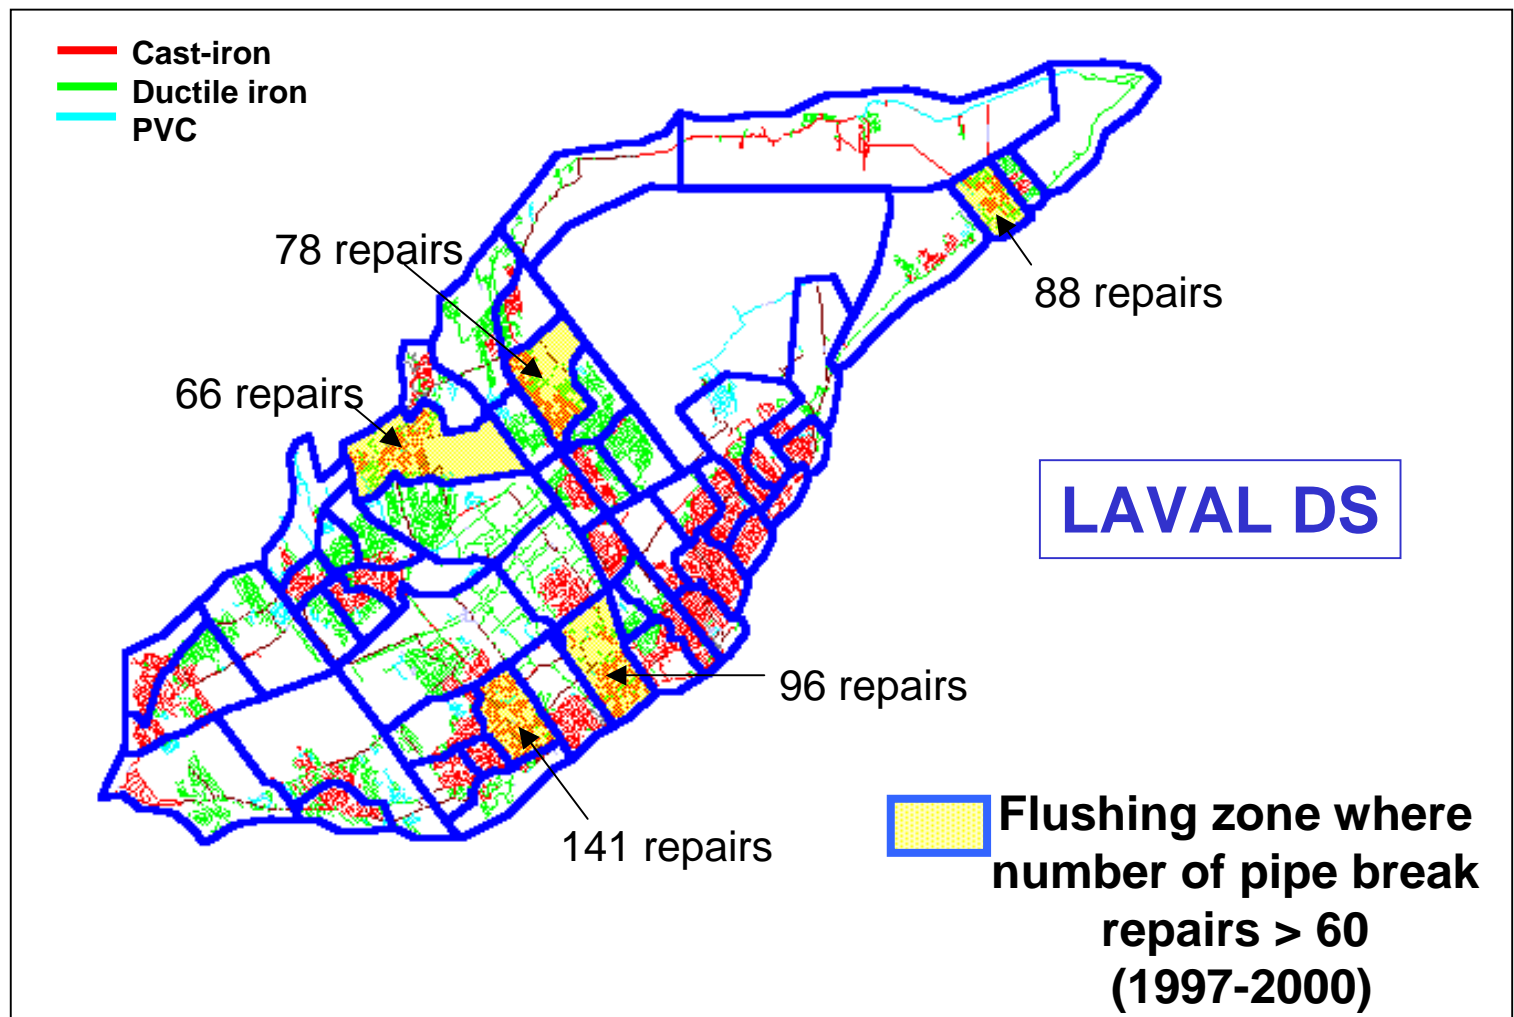 Cast-iron
Ductile iron
PVC
78 repairs
88 repairs
66 repairs
LAVAL DS
96 repairs
141 repairs
Flushing zone where
number of pipe break
repairs > 60
(1997-2000)